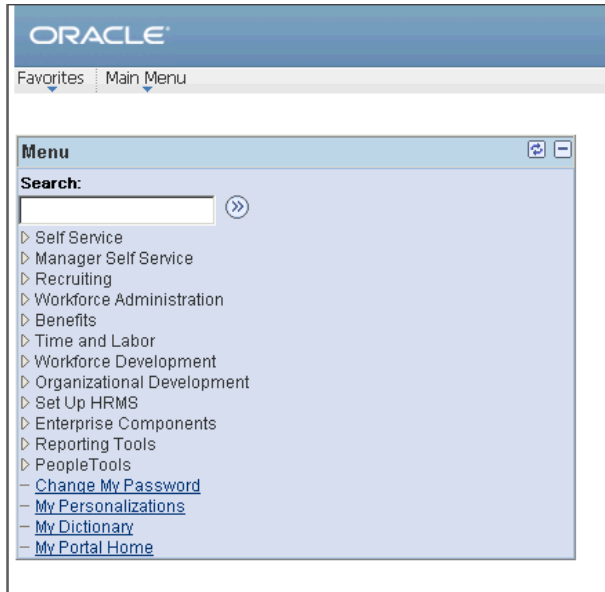 ORACLE
Favorites Main Menu
Menu
Search:
Self Service
Manager Self Service
Recruiting
Workforce Administration
Benefits
Time and Labor
Workforce Development
Organizational Development
Set Up HRMS
Enterprise Components
Reporting Tools
PeopleTools
Change My Password
My Personalizations
My Dictionary
My Portal Home